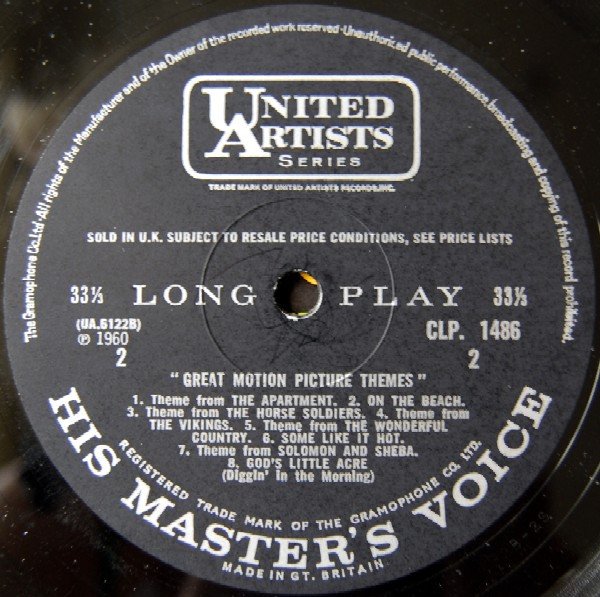 The Gramophone Co.Ltd·All rights of the Manufacturer and of the Owner of the recorded work reserved·Unauthorised public performance, broadcasting and copying of this record prohibited.
UNITED
ARTISTS
SERIES
TRADE MARK OF UNITED ARTISTS RECORDS, INC.
SOLD IN U.K. SUBJECT TO RESALE PRICE CONDITIONS, SEE PRICE LISTS
33⅓ LONG PLAY 33⅓
(UA.6122B) CLP. 1486
℗ 1960
2 2
"GREAT MOTION PICTURE THEMES"
1. Theme from THE APARTMENT. 2. ON THE BEACH.
3. Theme from THE HORSE SOLDIERS. 4. Theme from
THE VIKINGS. 5. Theme from THE WONDERFUL
COUNTRY. 6. SOME LIKE IT HOT.
7. Theme from SOLOMON AND SHEBA.
8. GOD'S LITTLE ACRE
(Diggin' in the Morning)
REGISTERED TRADE MARK OF THE GRAMOPHONE CO. LTD.
HIS MASTER'S VOICE
MADE IN GT. BRITAIN